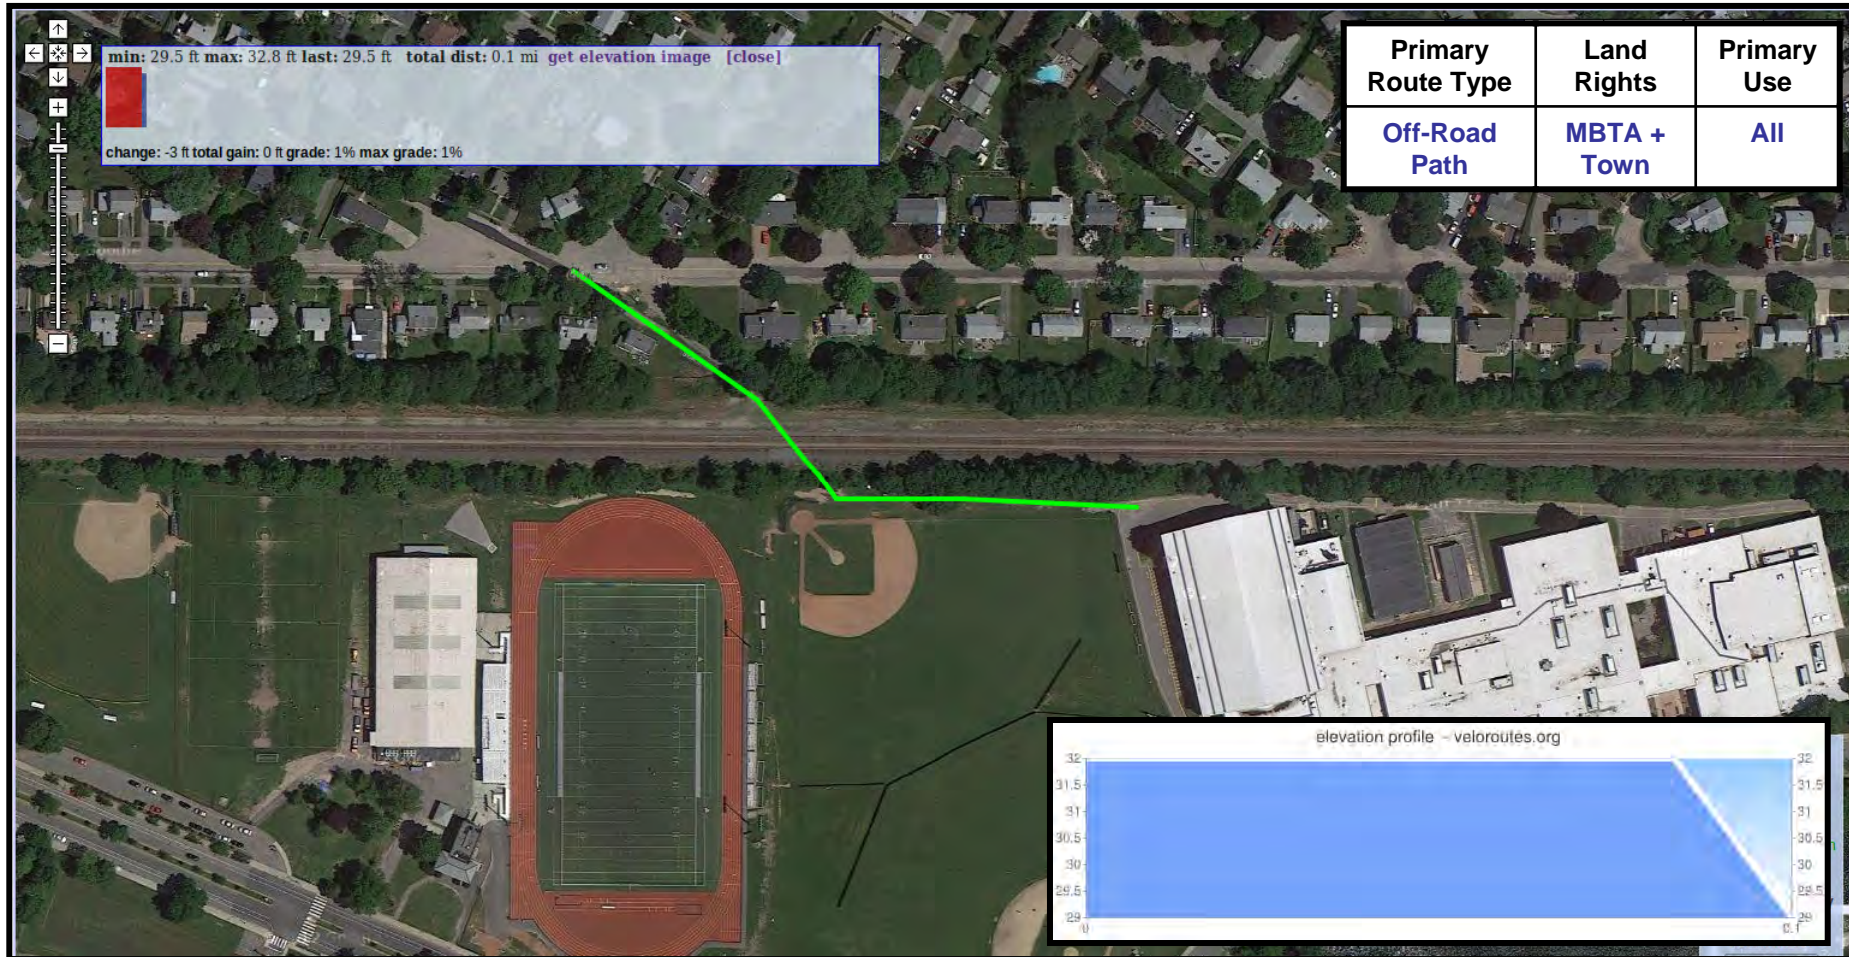 min: 29.5 ft max: 32.8 ft last: 29.5 ft total dist: 0.1 mi get elevation image [close]
change: -3 ft total gain: 0 ft grade: 1% max grade: 1%
Primary Route Type
Land Rights
Primary Use
Off-Road Path
MBTA + Town
All
elevation profile - veloroutes.org
32 32
31.5 31.5
31 31
30.5 30.5
30 30
29.5 29.5
29 29
0 0.1